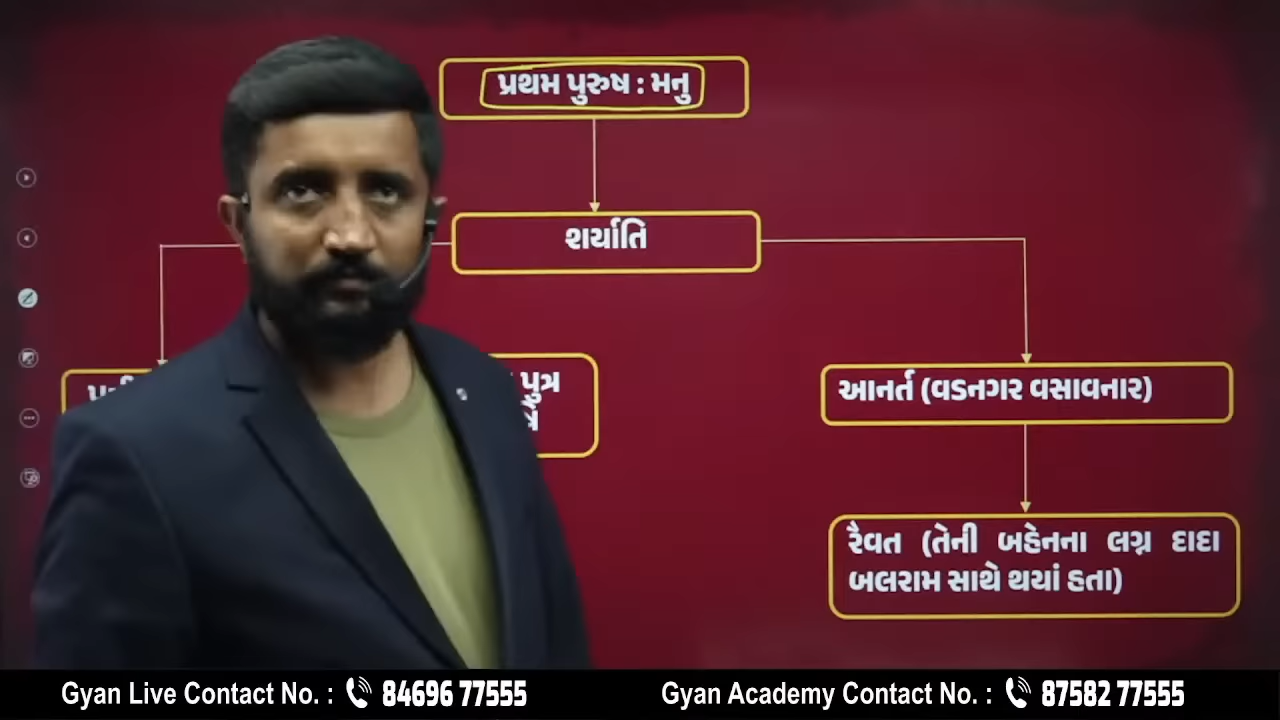 પ્રથમ પુરુષ : મનુ
શર્યાતિ
પુત્ર
આનર્ત (વડનગર વસાવનાર)
રૈવત (તેની બહેનના લગ્ન દાદા
બલરામ સાથે થયાં હતા)
Gyan Live Contact No. : 84696 77555
Gyan Academy Contact No. : 87582 77555